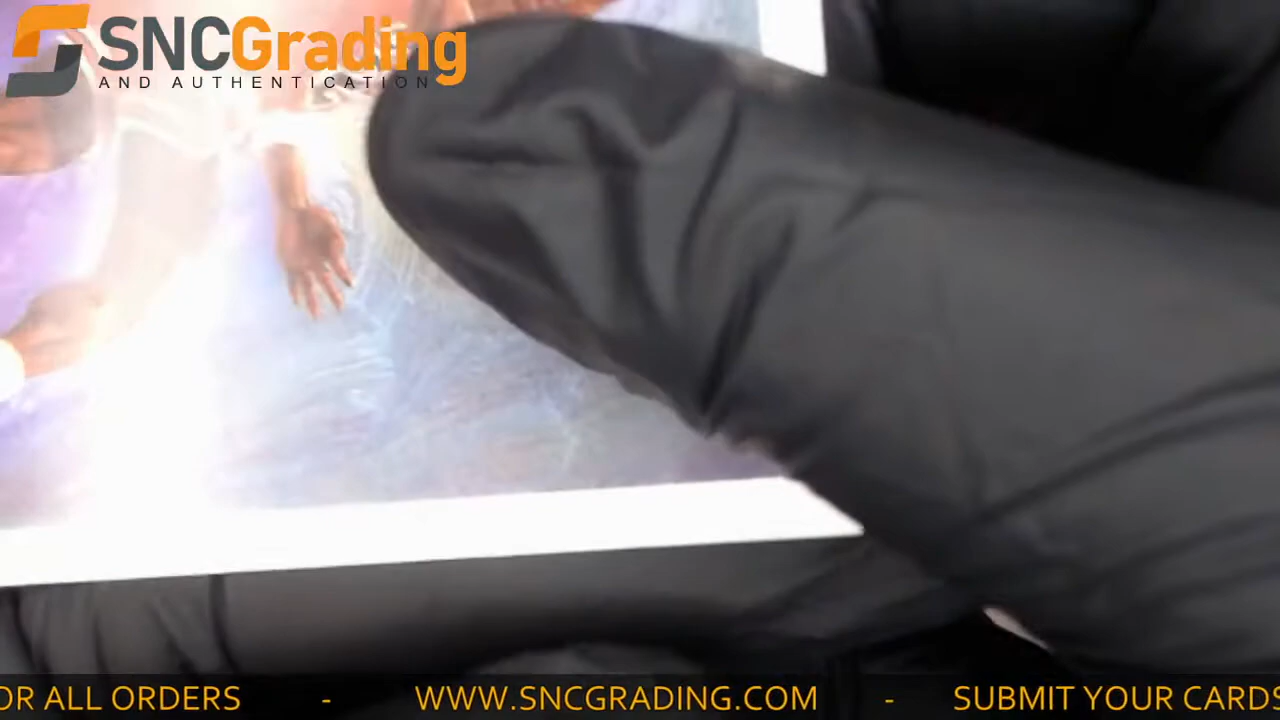 SNCGrading
AND AUTHENTICATION
OR ALL ORDERS - WWW.SNCGRADING.COM - SUBMIT YOUR CARDS